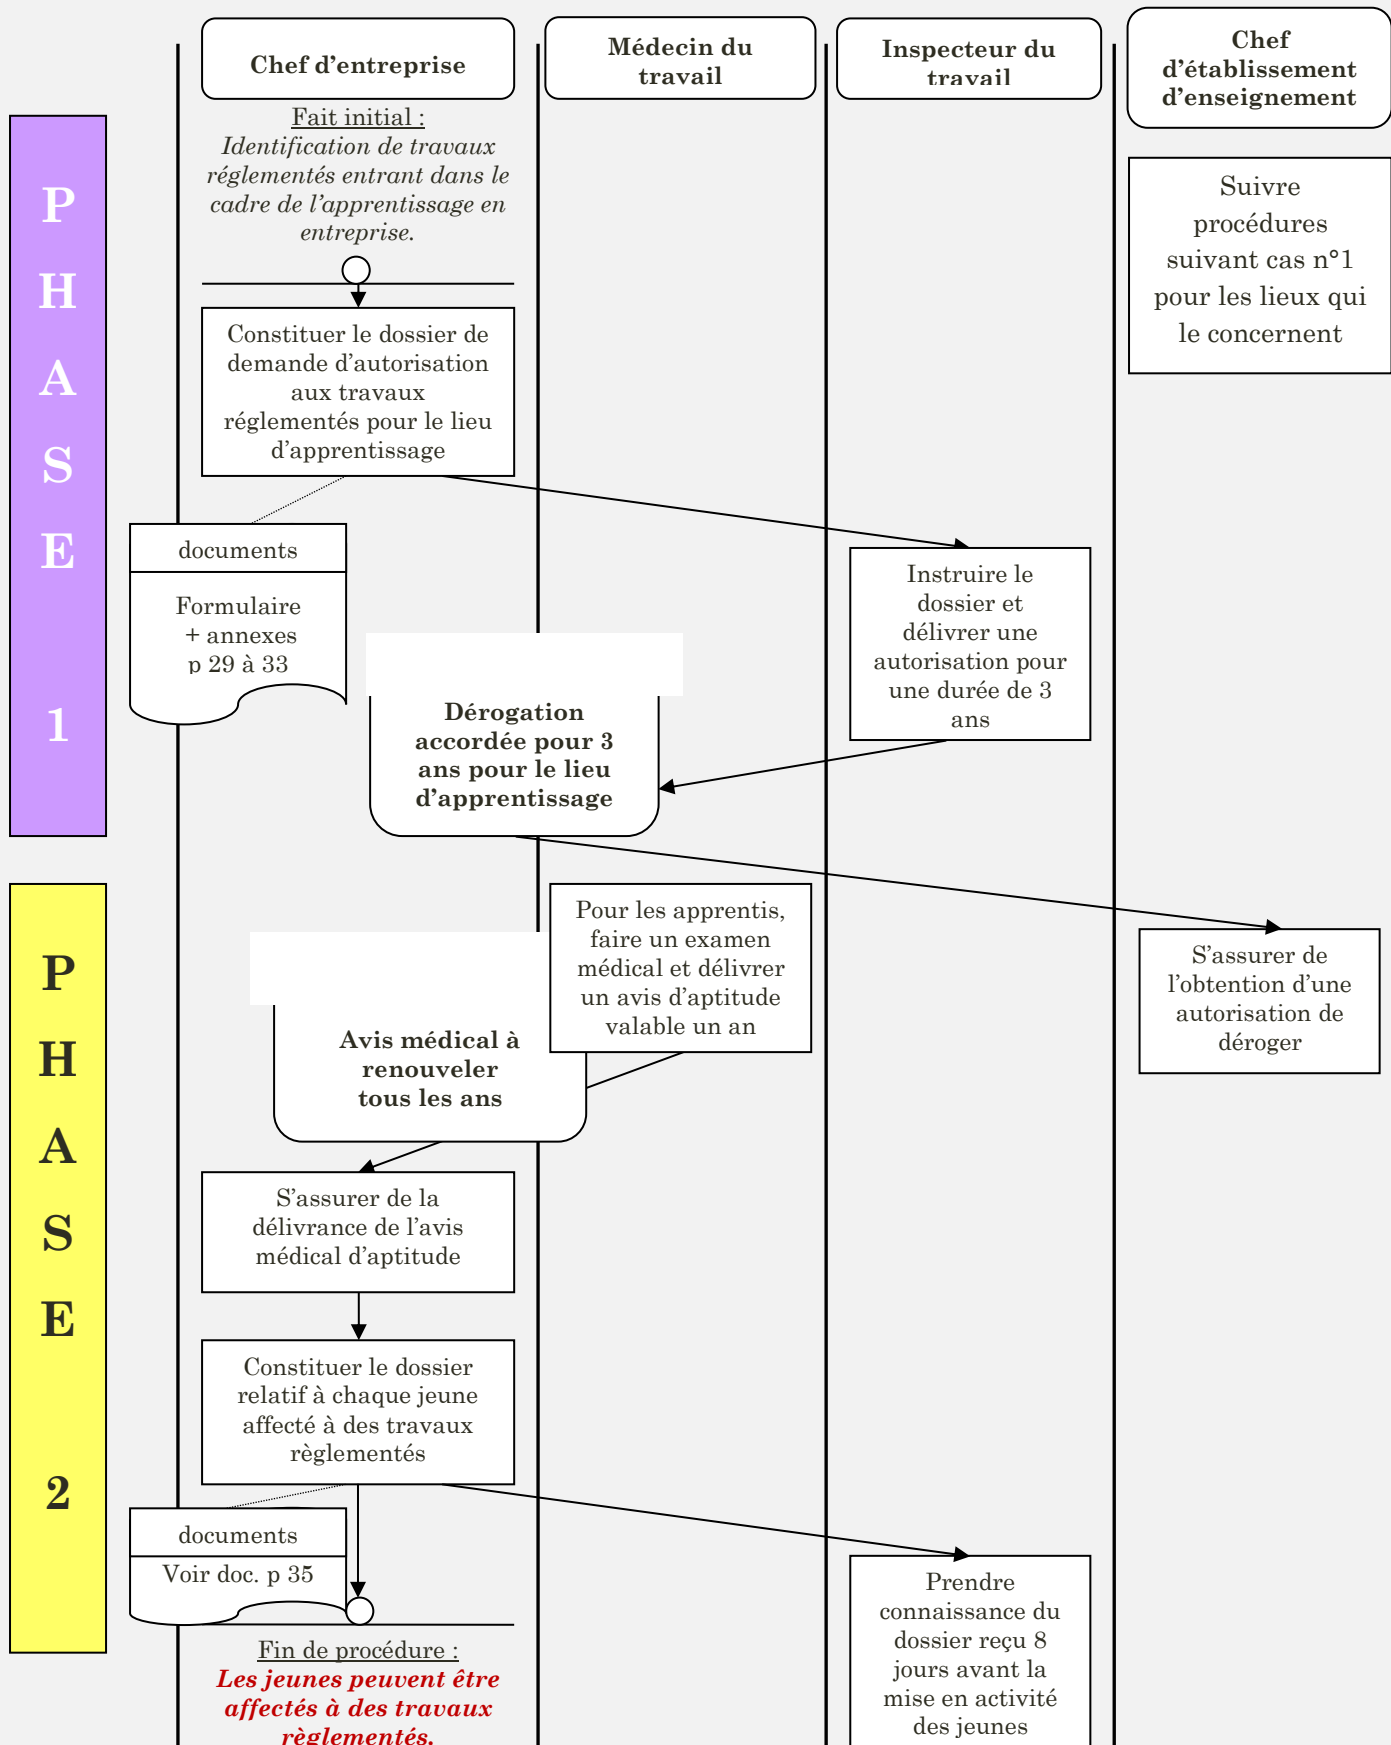 Chef d'entreprise
Médecin du
travail
Inspecteur du
travail
Chef
d'établissement
d'enseignement
P
H
A
S
E
1
Fait initial :
Identification de travaux
réglementés entrant dans le
cadre de l'apprentissage en
entreprise.
Suivre
procédures
suivant cas n°1
pour les lieux qui
le concernent
Constituer le dossier de
demande d'autorisation
aux travaux
réglementés pour le lieu
d'apprentissage
documents
Formulaire
+ annexes
p 29 à 33
Instruire le
dossier et
délivrer une
autorisation pour
une durée de 3
ans
Dérogation
accordée pour 3
ans pour le lieu
d'apprentissage
P
H
A
S
E
2
Pour les apprentis,
faire un examen
médical et délivrer
un avis d'aptitude
valable un an
S'assurer de
l'obtention d'une
autorisation de
déroger
Avis médical à
renouveler
tous les ans
S'assurer de la
délivrance de l'avis
médical d'aptitude
Constituer le dossier
relatif à chaque jeune
affecté à des travaux
règlementés
documents
Voir doc. p 35
Prendre
connaissance du
dossier reçu 8
jours avant la
mise en activité
des jeunes
Fin de procédure :
Les jeunes peuvent être
affectés à des travaux
règlementés.